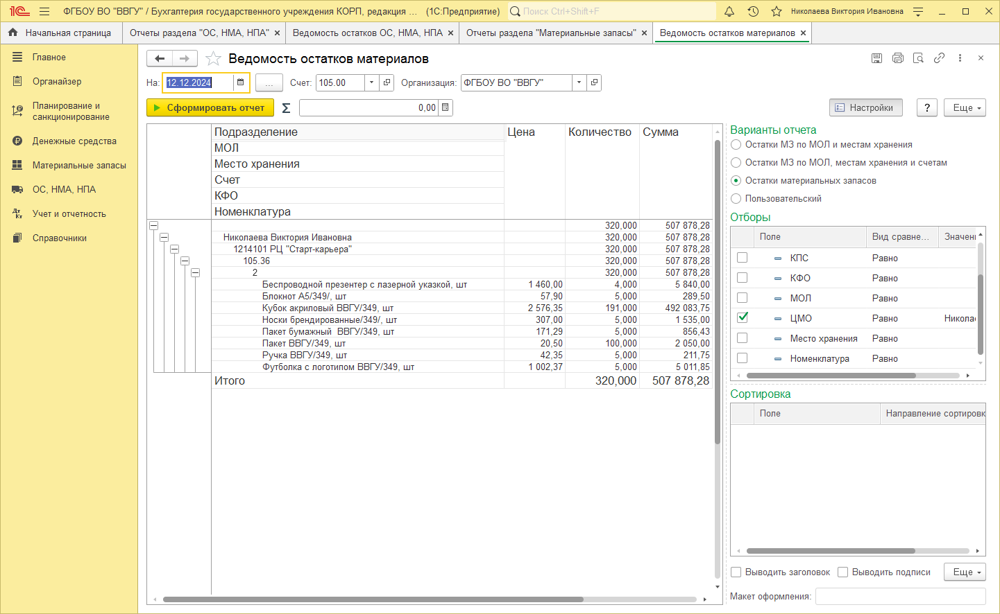 ФГБОУ ВО "ВВГУ" / Бухгалтерия государственного учреждения КОРП, редакция ... (1С:Предприятие)
Поиск Ctrl+Shift+F
Николаева Виктория Ивановна
Начальная страница
Отчеты раздела "ОС, НМА, НПА" ×
Ведомость остатков ОС, НМА, НПА ×
Отчеты раздела "Материальные запасы" ×
Ведомость остатков материалов ×
Главное
Органайзер
Планирование и
санкционирование
Денежные средства
Материальные запасы
ОС, НМА, НПА
Учет и отчетность
Справочники
Ведомость остатков материалов
На: 12.12.2024 ... Счет: 105.00 Организация: ФГБОУ ВО "ВВГУ"
Сформировать отчет Σ 0,00 Настройки ? Еще
Подразделение Цена Количество Сумма
МОЛ
Место хранения
Счет
КФО
Номенклатура
320,000 507 878,28
Николаева Виктория Ивановна 320,000 507 878,28
1214101 РЦ "Старт-карьера" 320,000 507 878,28
105.36 320,000 507 878,28
2 320,000 507 878,28
Беспроводной презентер с лазерной указкой, шт 1 460,00 4,000 5 840,00
Блокнот А5/349/, шт 57,90 5,000 289,50
Кубок акриловый ВВГУ/349, шт 2 576,35 191,000 492 083,75
Носки брендированные/349/, шт 307,00 5,000 1 535,00
Пакет бумажный  ВВГУ/349, шт 171,29 5,000 856,43
Пакет ВВГУ/349, шт 20,50 100,000 2 050,00
Ручка ВВГУ/349, шт 42,35 5,000 211,75
Футболка с логотипом ВВГУ/349, шт 1 002,37 5,000 5 011,85
Итого 320,000 507 878,28
Варианты отчета
Остатки МЗ по МОЛ и местам хранения
Остатки МЗ по МОЛ, местам хранения и счетам
Остатки материальных запасов
Пользовательский
Отборы
Поле Вид сравне... Значени
КПС Равно
КФО Равно
МОЛ Равно
ЦМО Равно Никола
Место хранения Равно
Номенклатура Равно
Сортировка
Поле Направление сортировк
Выводить заголовок Выводить подписи Еще
Макет оформления: